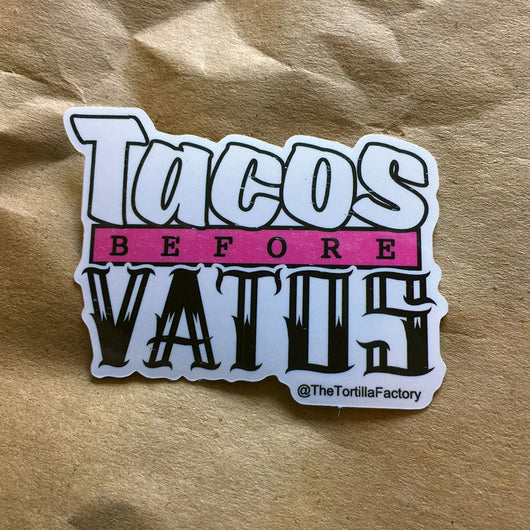 Tacos
BEFORE
VATOS
@TheTortillaFactory